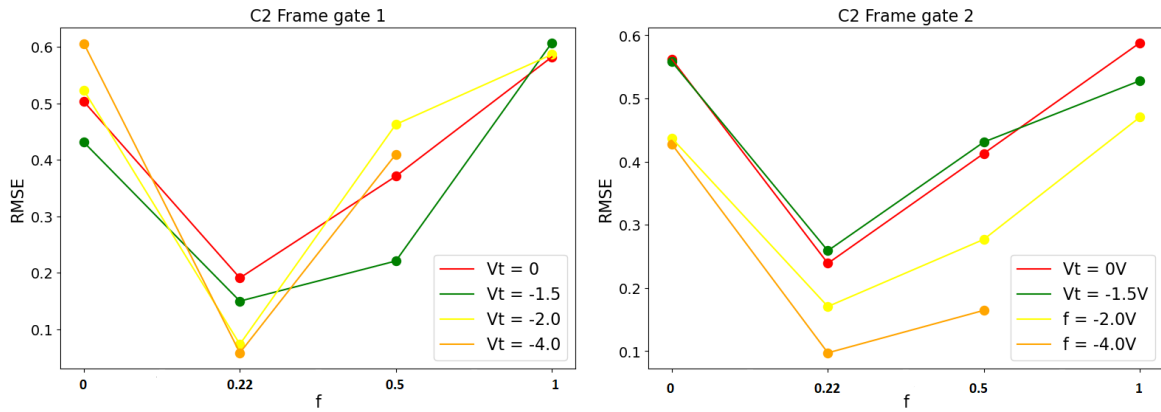 C2 Frame gate 1
RMSE
0.6
0.5
0.4
0.3
0.2
0.1
0
0.22
0.5
1
f
Vt = 0
Vt = -1.5
Vt = -2.0
Vt = -4.0
C2 Frame gate 2
RMSE
0.6
0.5
0.4
0.3
0.2
0.1
0
0.22
0.5
1
f
Vt = 0V
Vt = -1.5V
f = -2.0V
f = -4.0V